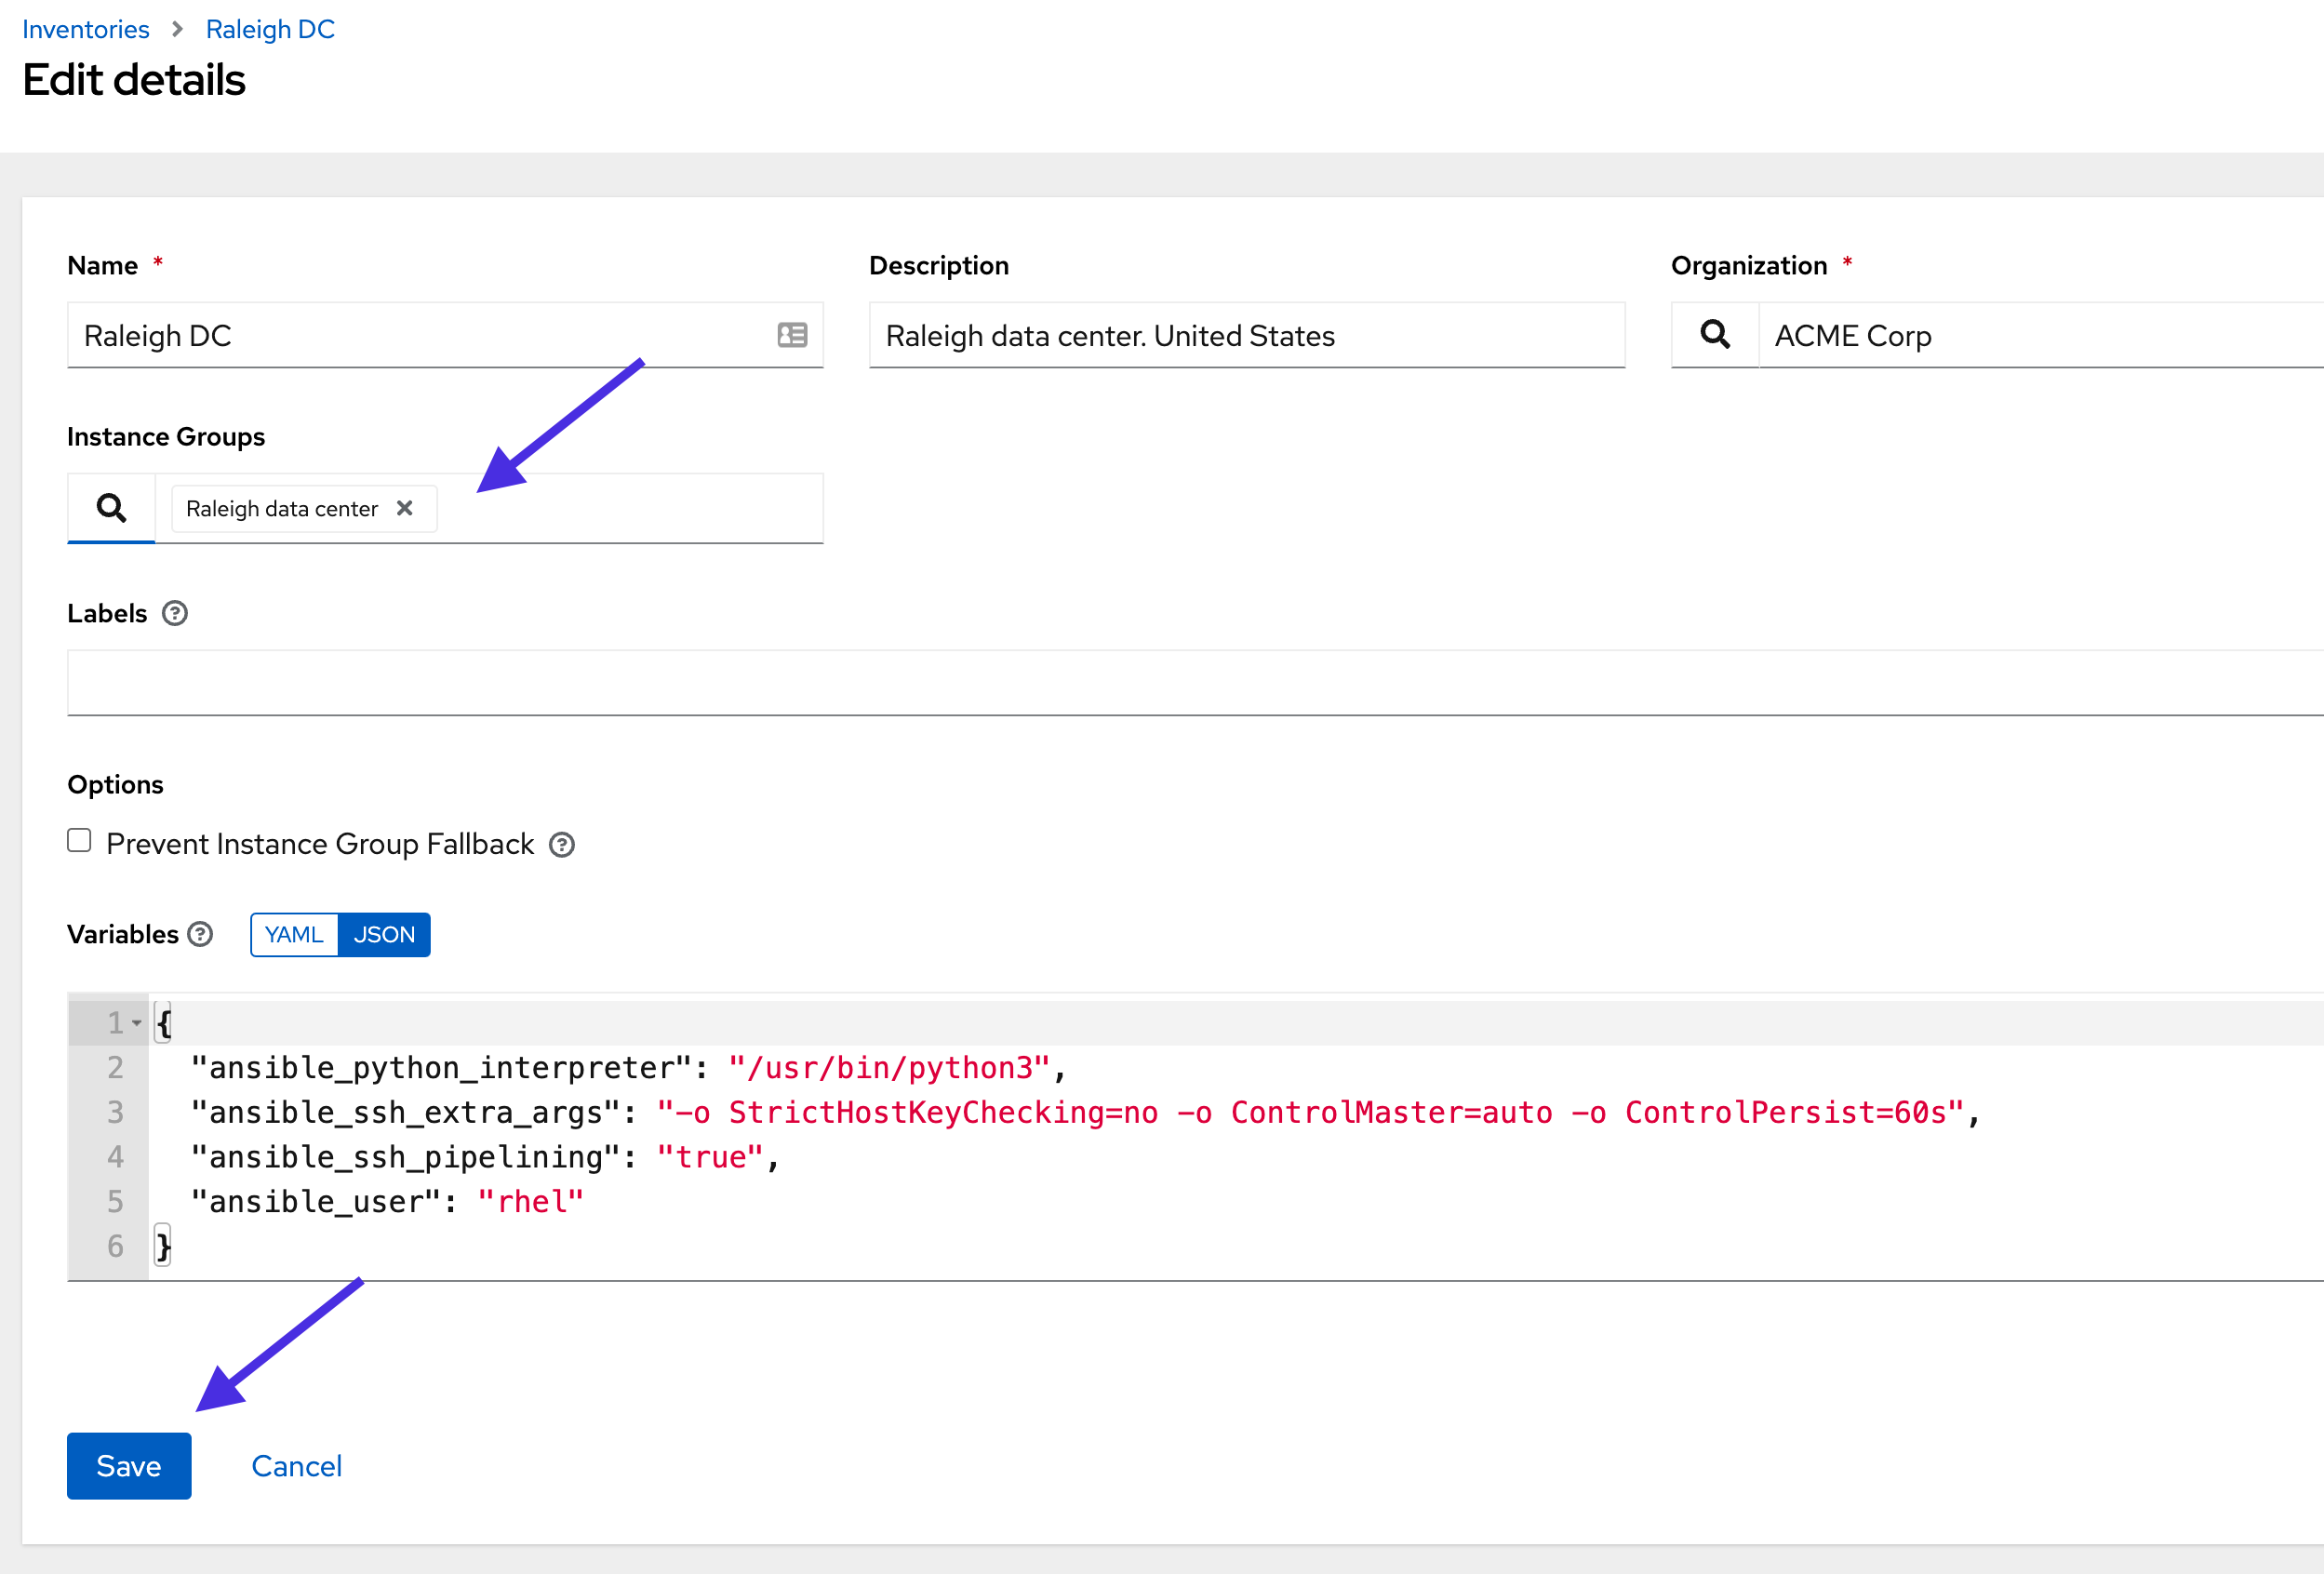 Inventories > Raleigh DC
Edit details
Name *
Description
Organization *
Raleigh DC
Raleigh data center. United States
ACME Corp
Instance Groups
Raleigh data center
Labels
Options
Prevent Instance Group Fallback
Variables
YAML
JSON
1 {
2 "ansible_python_interpreter": "/usr/bin/python3",
3 "ansible_ssh_extra_args": "-o StrictHostKeyChecking=no -o ControlMaster=auto -o ControlPersist=60s",
4 "ansible_ssh_pipelining": "true",
5 "ansible_user": "rhel"
6 }
Save
Cancel